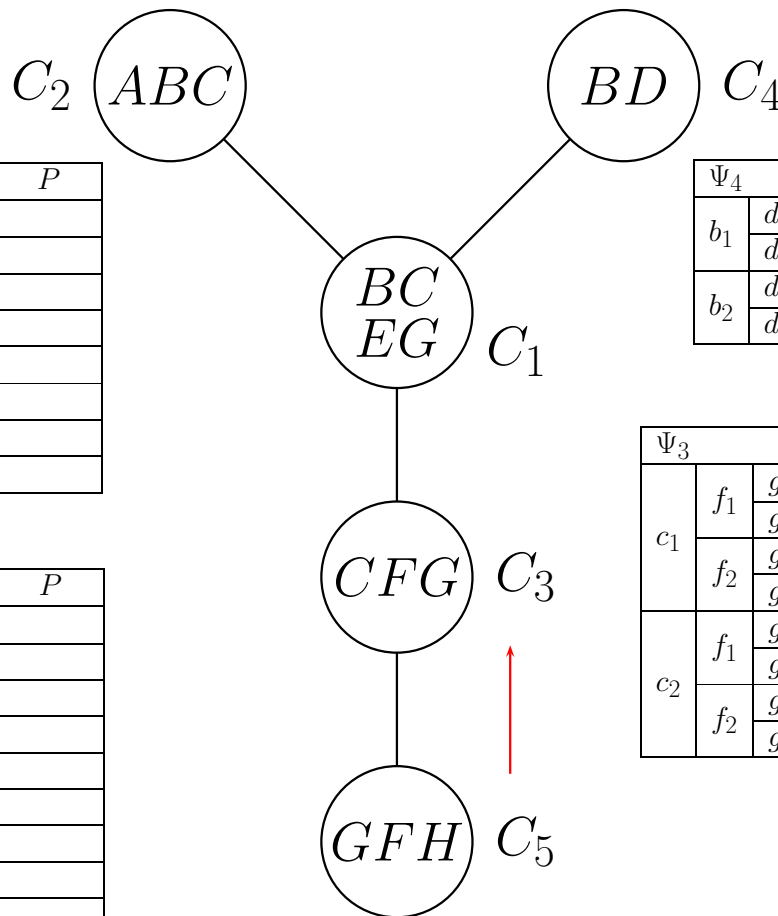 C₂ ABC
BD C₄
P
Ψ₄
b₁ d
d
b₂ d
d
BC
EG
C₁
Ψ₃
c₁ f₁ g
g
f₂ g
g
c₂ f₁ g
g
f₂ g
g
P
CFG C₃
GFH C₅